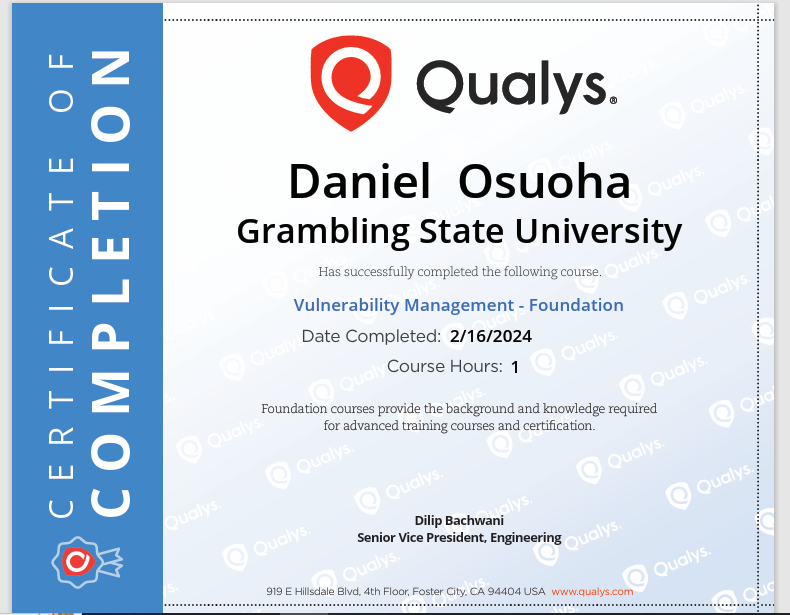 CERTIFICATE OF
COMPLETION
Qualys.®
Daniel Osuoha
Grambling State University
Has successfully completed the following course.
Vulnerability Management - Foundation
Date Completed: 2/16/2024
Course Hours: 1
Foundation courses provide the background and knowledge required
for advanced training courses and certification.
Dilip Bachwani
Senior Vice President, Engineering
919 E Hillsdale Blvd, 4th Floor, Foster City, CA 94404 USA www.qualys.com